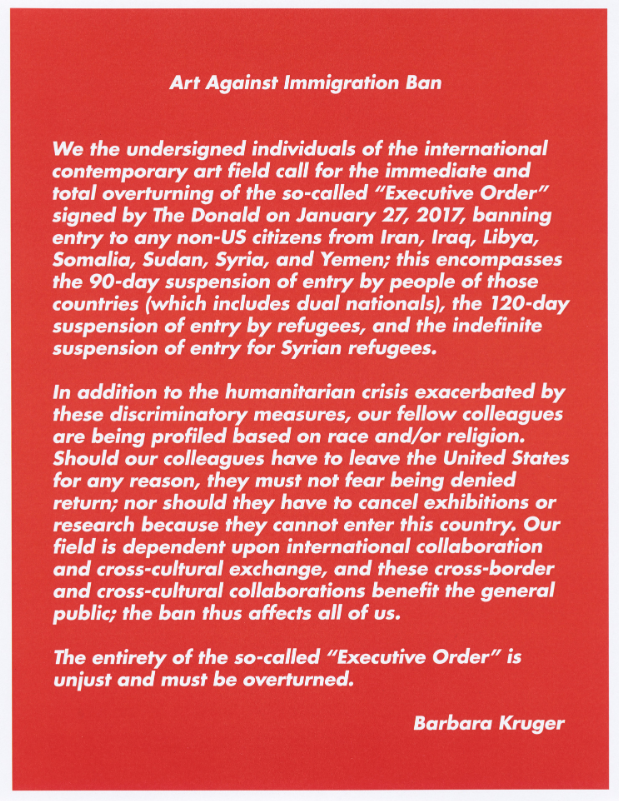 Art Against Immigration Ban
We the undersigned individuals of the international
contemporary art field call for the immediate and
total overturning of the so-called “Executive Order”
signed by The Donald on January 27, 2017, banning
entry to any non-US citizens from Iran, Iraq, Libya,
Somalia, Sudan, Syria, and Yemen; this encompasses
the 90-day suspension of entry by people of those
countries (which includes dual nationals), the 120-day
suspension of entry by refugees, and the indefinite
suspension of entry for Syrian refugees.
In addition to the humanitarian crisis exacerbated by
these discriminatory measures, our fellow colleagues
are being profiled based on race and/or religion.
Should our colleagues have to leave the United States
for any reason, they must not fear being denied
return; nor should they have to cancel exhibitions or
research because they cannot enter this country. Our
field is dependent upon international collaboration
and cross-cultural exchange, and these cross-border
and cross-cultural collaborations benefit the general
public; the ban thus affects all of us.
The entirety of the so-called “Executive Order” is
unjust and must be overturned.
Barbara Kruger